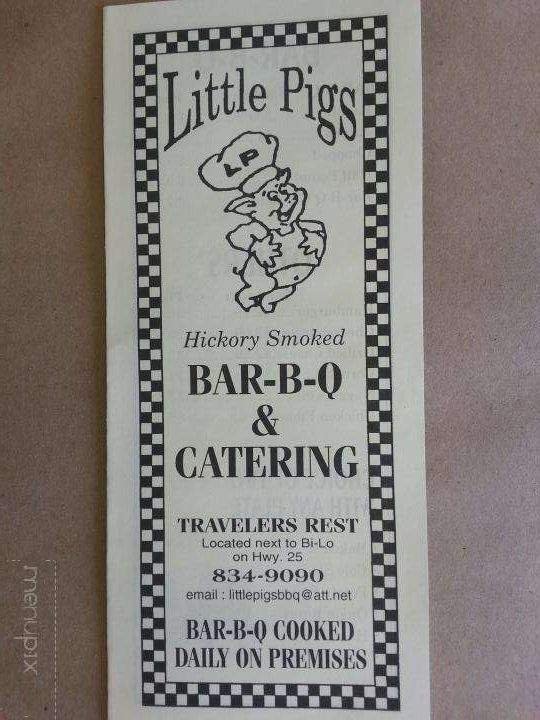 Little Pigs
LP
Hickory Smoked
BAR-B-Q
&
CATERING
TRAVELERS REST
Located next to Bi-Lo
on Hwy. 25
834-9090
email : littlepigsbbq@att.net
BAR-B-Q COOKED
DAILY ON PREMISES
menupix